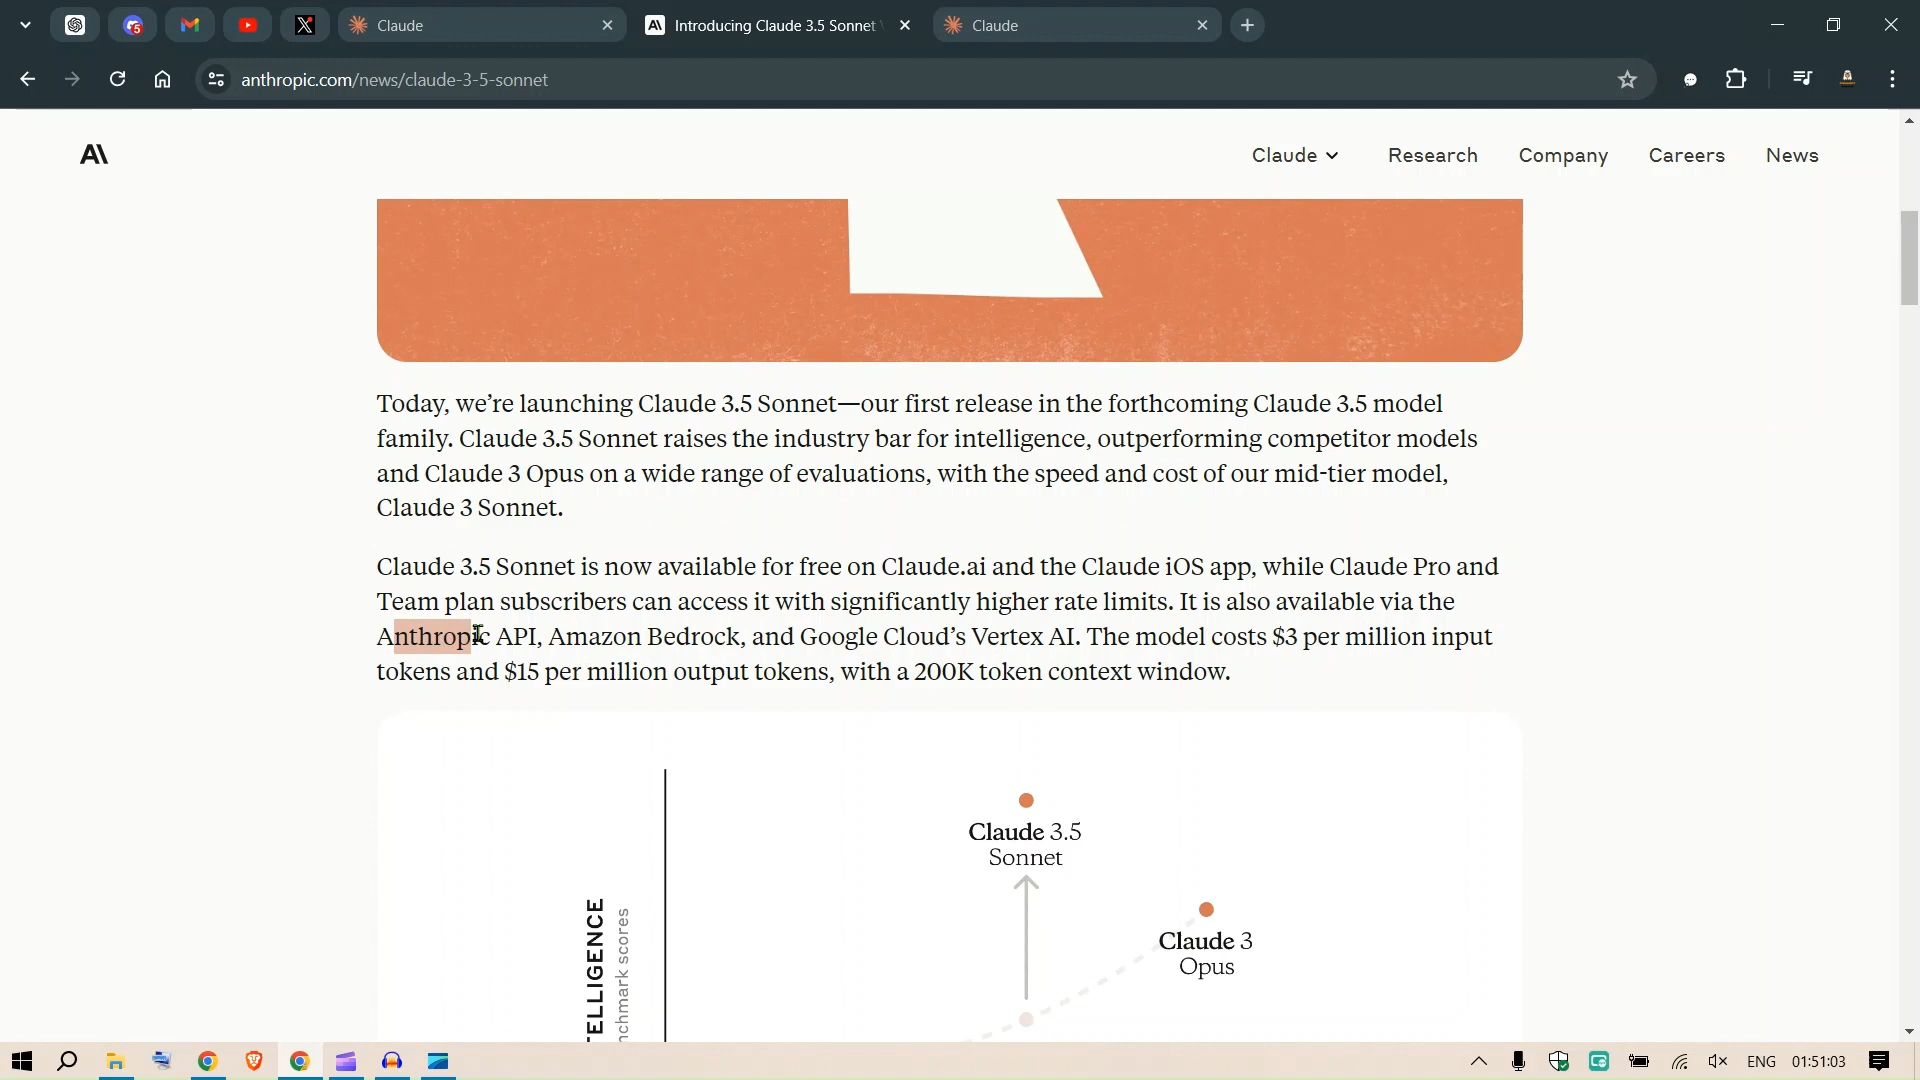 5
Claude
Introducing Claude 3.5 Sonnet
Claude
anthropic.com/news/claude-3-5-sonnet
A\
Claude
Research
Company
Careers
News
Today, we’re launching Claude 3.5 Sonnet—our first release in the forthcoming Claude 3.5 model
family. Claude 3.5 Sonnet raises the industry bar for intelligence, outperforming competitor models
and Claude 3 Opus on a wide range of evaluations, with the speed and cost of our mid-tier model,
Claude 3 Sonnet.
Claude 3.5 Sonnet is now available for free on Claude.ai and the Claude iOS app, while Claude Pro and
Team plan subscribers can access it with significantly higher rate limits. It is also available via the
Anthropic API, Amazon Bedrock, and Google Cloud’s Vertex AI. The model costs $3 per million input
tokens and $15 per million output tokens, with a 200K token context window.
Claude 3.5
Sonnet
Claude 3
Opus
ENG
01:51:03